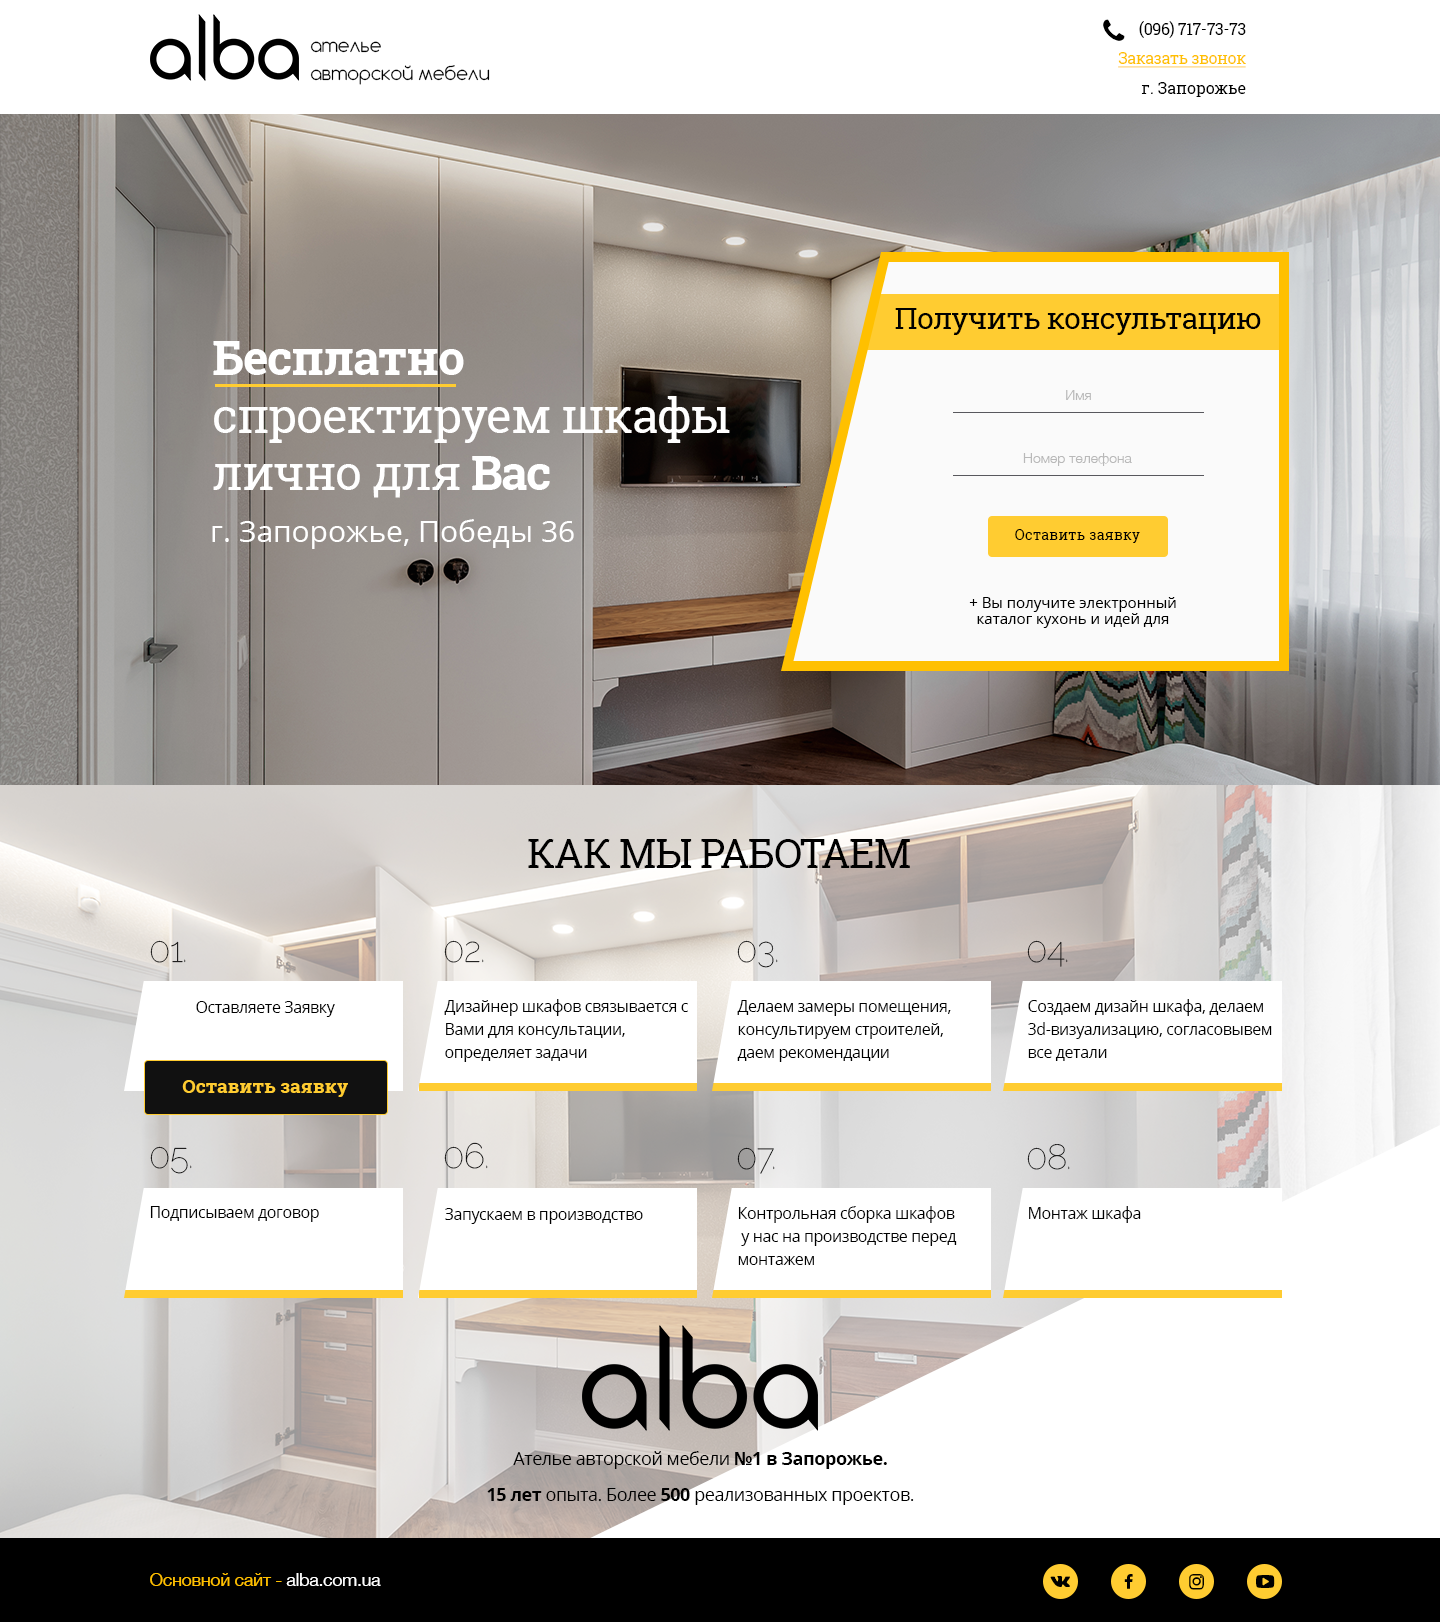 alba
ателье
авторской мебели
(096) 717-73-73
Заказать звонок
г. Запорожье
Бесплатно
спроектируем шкафы
лично для Вас
г. Запорожье, Победы 36
Получить консультацию
Имя
Номер телефона
Оставить заявку
+ Вы получите электронный
каталог кухонь и идей для
КАК МЫ РАБОТАЕМ
01.
Оставляете Заявку
Оставить заявку
02.
Дизайнер шкафов связывается с
Вами для консультации,
определяет задачи
03.
Делаем замеры помещения,
консультируем строителей,
даем рекомендации
04.
Создаем дизайн шкафа, делаем
3d-визуализацию, согласовывем
все детали
05.
Подписываем договор
06.
Запускаем в производство
07.
Контрольная сборка шкафов
у нас на производстве перед
монтажем
08.
Монтаж шкафа
alba
Ателье авторской мебели №1 в Запорожье.
15 лет опыта. Более 500 реализованных проектов.
Основной сайт - alba.com.ua